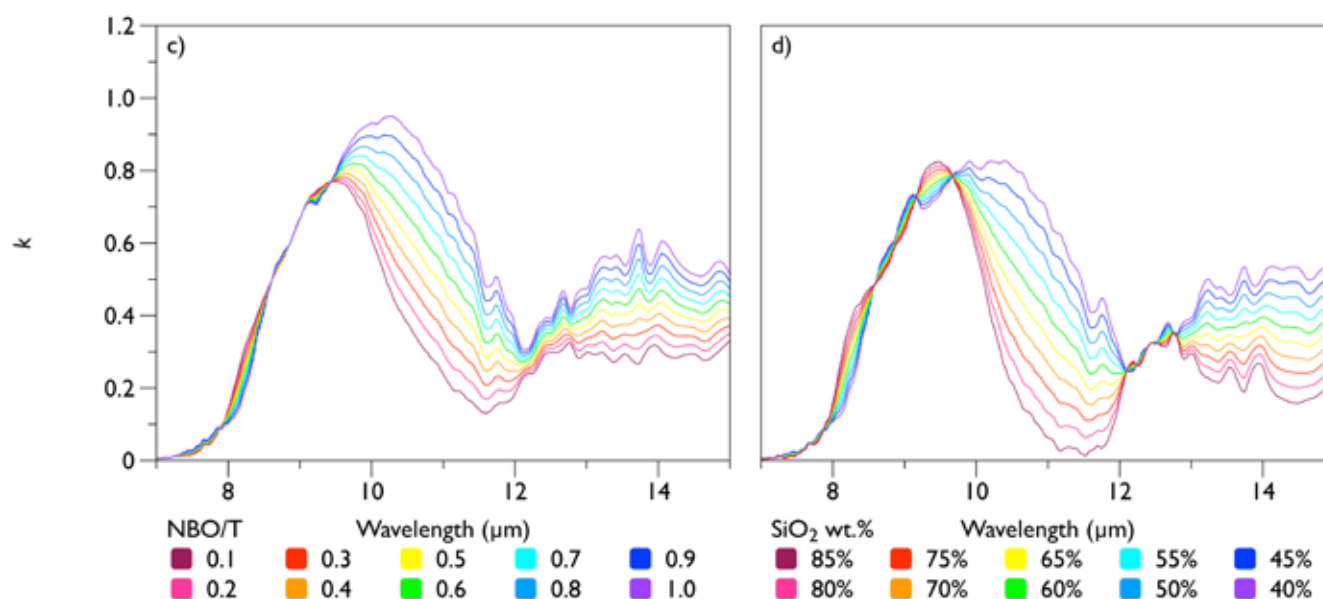 c)
d)
1.2
1.0
0.8
0.6
0.4
0.2
0
k
8 10 12 14
8 10 12 14
NBO/T Wavelength (μm)
0.1 0.3 0.5 0.7 0.9
0.2 0.4 0.6 0.8 1.0
SiO₂ wt.% Wavelength (μm)
85% 75% 65% 55% 45%
80% 70% 60% 50% 40%